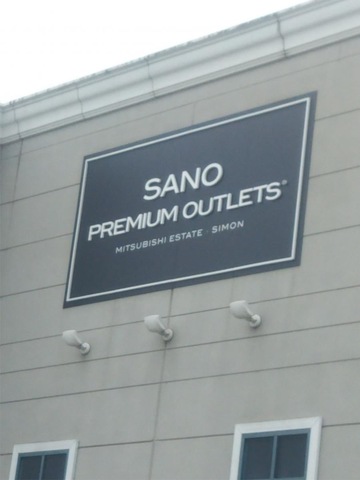 SANO
PREMIUM OUTLETS®
MITSUBISHI ESTATE · SIMON